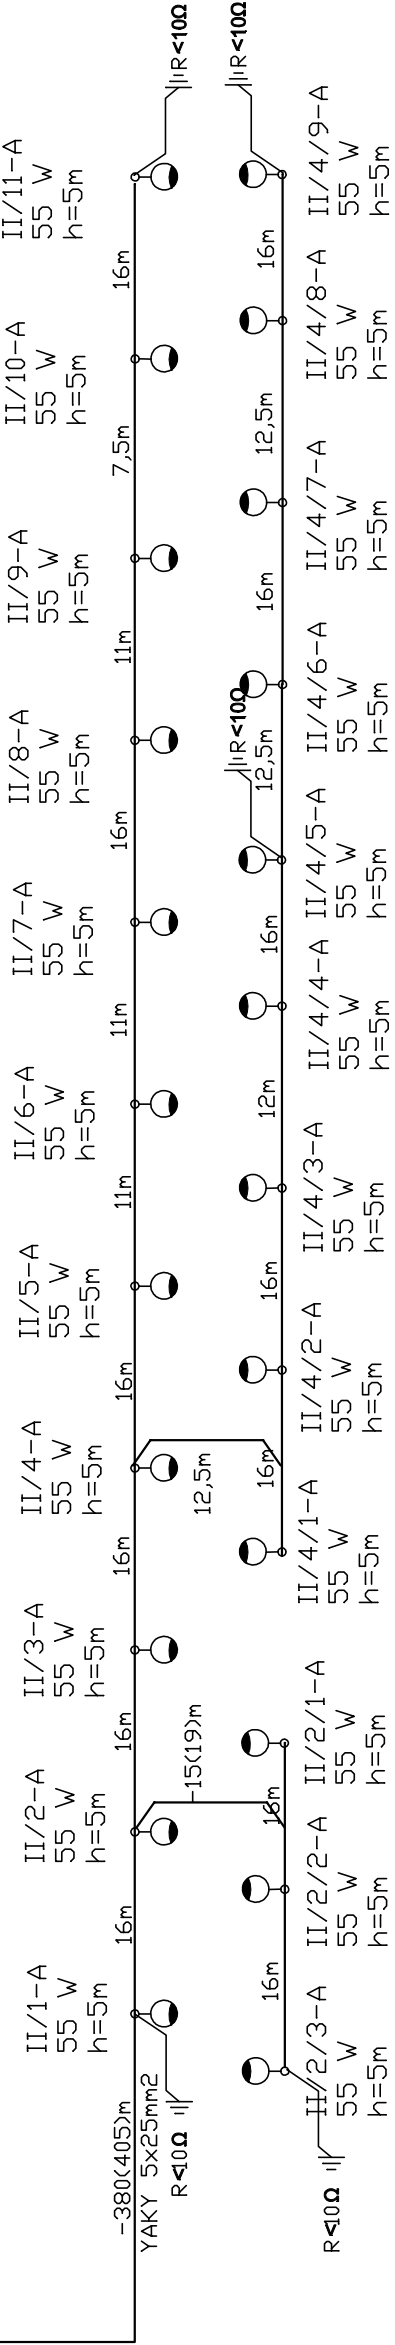 R<10Ω
R<10Ω
II/11-A
55 W
h=5m
II/4/9-A
55 W
h=5m
16m
16m
II/10-A
55 W
h=5m
II/4/8-A
55 W
h=5m
7,5m
12,5m
II/9-A
55 W
h=5m
II/4/7-A
55 W
h=5m
11m
16m
II/8-A
55 W
h=5m
II/4/6-A
55 W
h=5m
R<10Ω
12,5m
16m
II/7-A
55 W
h=5m
II/4/5-A
55 W
h=5m
16m
11m
II/4/4-A
55 W
h=5m
II/6-A
55 W
h=5m
12m
11m
II/4/3-A
55 W
h=5m
II/5-A
55 W
h=5m
16m
16m
II/4/2-A
55 W
h=5m
II/4-A
55 W
h=5m
12,5m
16m
16m
II/4/1-A
55 W
h=5m
II/3-A
55 W
h=5m
16m
15(19)m
II/2/1-A
55 W
h=5m
II/2-A
55 W
h=5m
16m
16m
II/2/2-A
55 W
h=5m
II/1-A
55 W
h=5m
16m
II/2/3-A
55 W
h=5m
-380(405)m
YAKY 5x25mm2
R<10Ω
R<10Ω